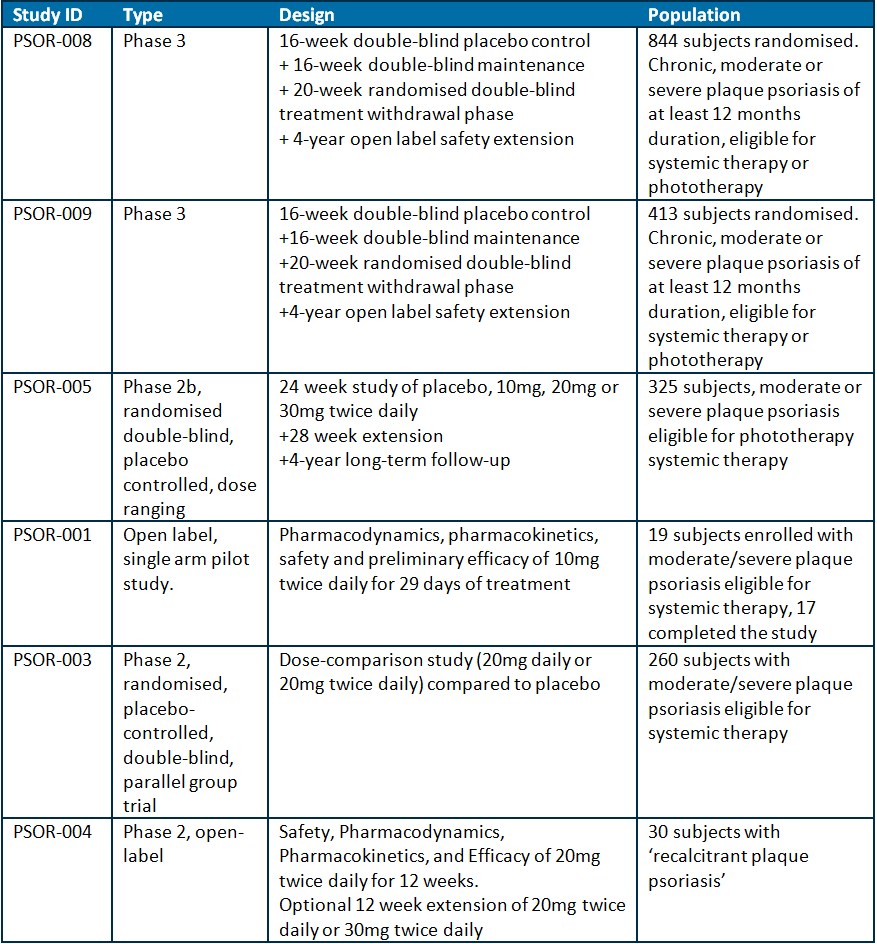 Study ID Type Design Population
PSOR-008 Phase 3 16-week double-blind placebo control 844 subjects randomised.
+ 16-week double-blind maintenance Chronic, moderate or
+ 20-week randomised double-blind severe plaque psoriasis of
treatment withdrawal phase at least 12 months
+ 4-year open label safety extension duration, eligible for
systemic therapy or
phototherapy
PSOR-009 Phase 3 16-week double-blind placebo control 413 subjects randomised.
+16-week double-blind maintenance Chronic, moderate or
+20-week randomised double-blind severe plaque psoriasis of
treatment withdrawal phase at least 12 months
+4-year open label safety extension duration, eligible for
systemic therapy or
phototherapy
PSOR-005 Phase 2b, 24 week study of placebo, 10mg, 20mg or 325 subjects, moderate or
randomised 30mg twice daily severe plaque psoriasis
double-blind, +28 week extension eligible for phototherapy
placebo +4-year long-term follow-up systemic therapy
controlled, dose
ranging
PSOR-001 Open label, Pharmacodynamics, pharmacokinetics, 19 subjects enrolled with
single arm pilot safety and preliminary efficacy of 10mg moderate/severe plaque
study. twice daily for 29 days of treatment psoriasis eligible for
systemic therapy, 17
completed the study
PSOR-003 Phase 2, Dose-comparison study (20mg daily or 260 subjects with
randomised, 20mg twice daily) compared to placebo moderate/severe plaque
placebo- psoriasis eligible for
controlled, systemic therapy
double-blind,
parallel group
trial
PSOR-004 Phase 2, open- Safety, Pharmacodynamics, 30 subjects with
label Pharmacokinetics, and Efficacy of 20mg ‘recalcitrant plaque
twice daily for 12 weeks. psoriasis’
Optional 12 week extension of 20mg twice
daily or 30mg twice daily